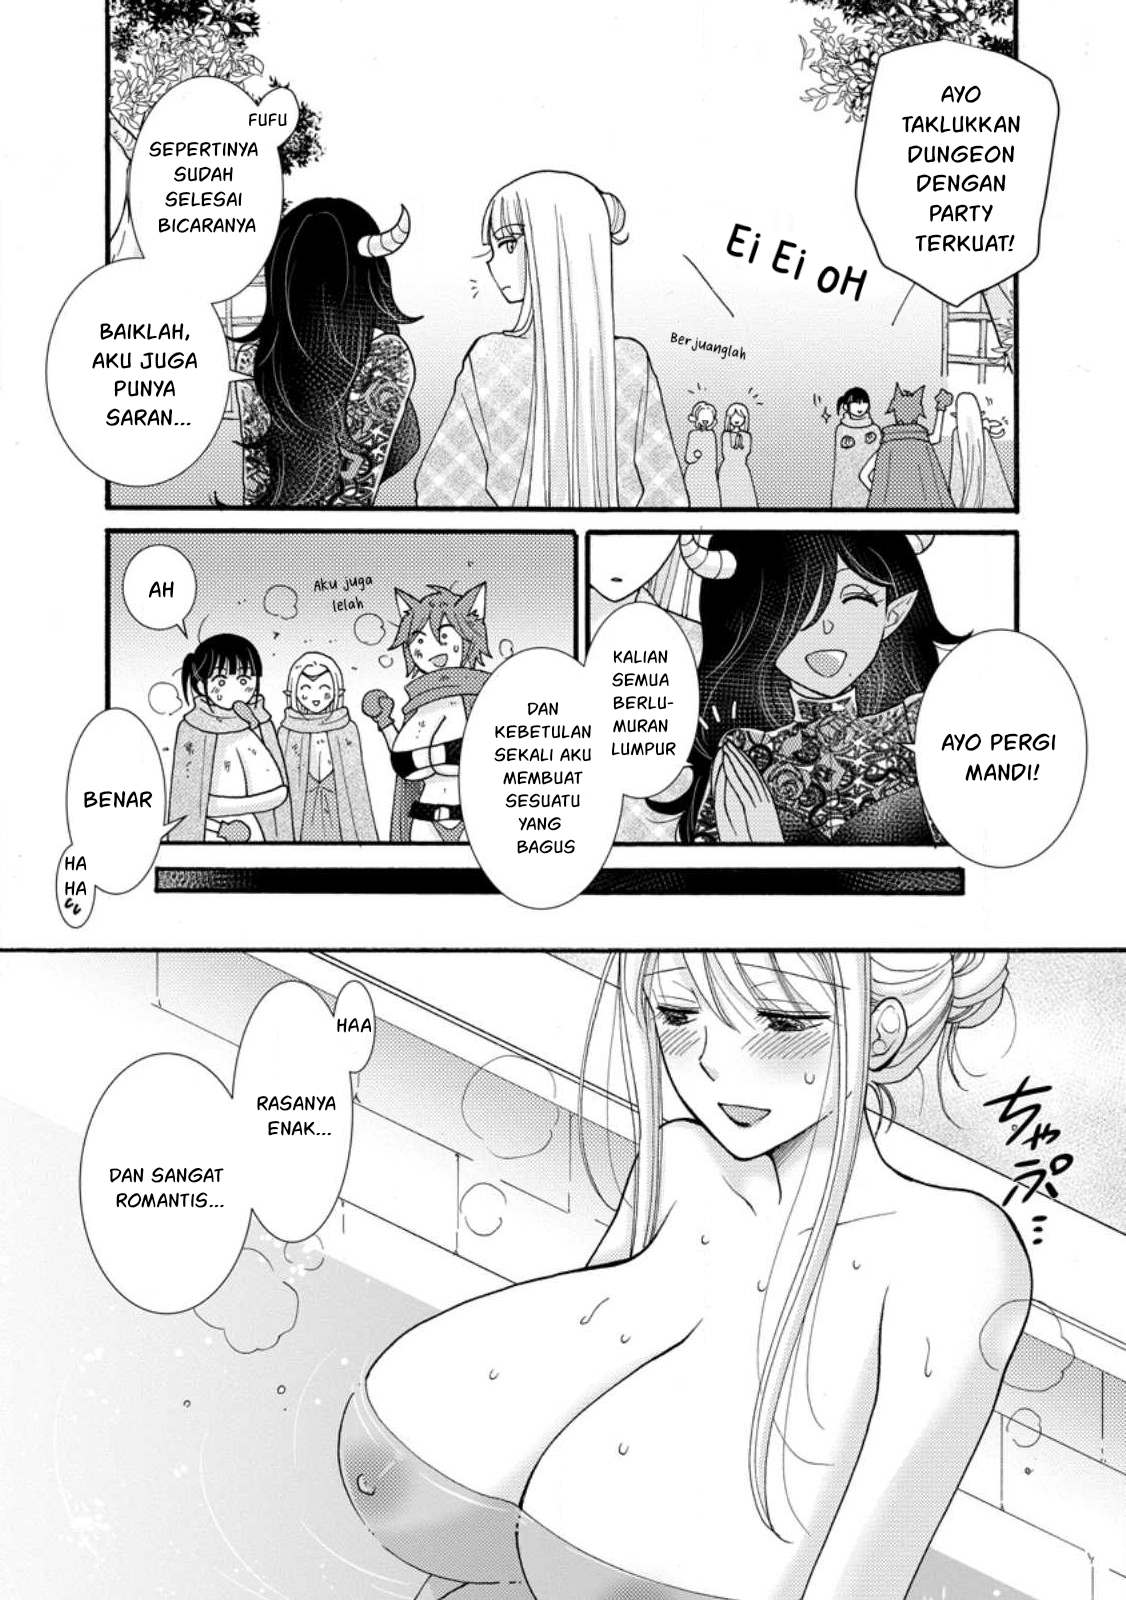 AYO
TAKLUKKAN
DUNGEON
DENGAN
PARTY
TERKUAT!
Ei Ei oH
Berjuanglah
FUFU
SEPERTINYA
SUDAH
SELESAI
BICARANYA
BAIKLAH,
AKU JUGA
PUNYA
SARAN...
AYO PERGI
MANDI!
KALIAN
SEMUA
BERLU-
MURAN
LUMPUR
DAN
KEBETULAN
SEKALI AKU
MEMBUAT
SESUATU
YANG
BAGUS
Aku juga
lelah
AH
BENAR
HA
HA
HAA
RASANYA
ENAK...
DAN SANGAT
ROMANTIS...
ちゃぷ…